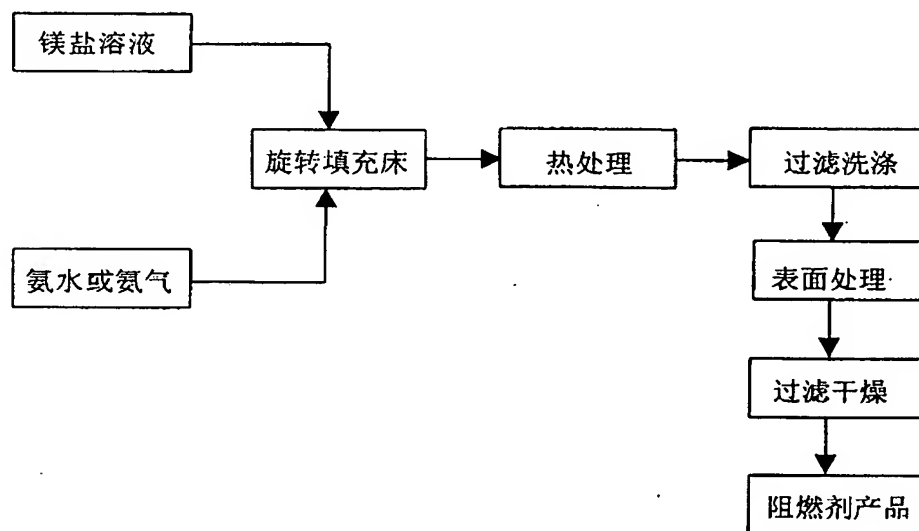 镁盐溶液
旋转填充床
热处理
过滤洗涤
氨水或氨气
表面处理
过滤干燥
阻燃剂产品